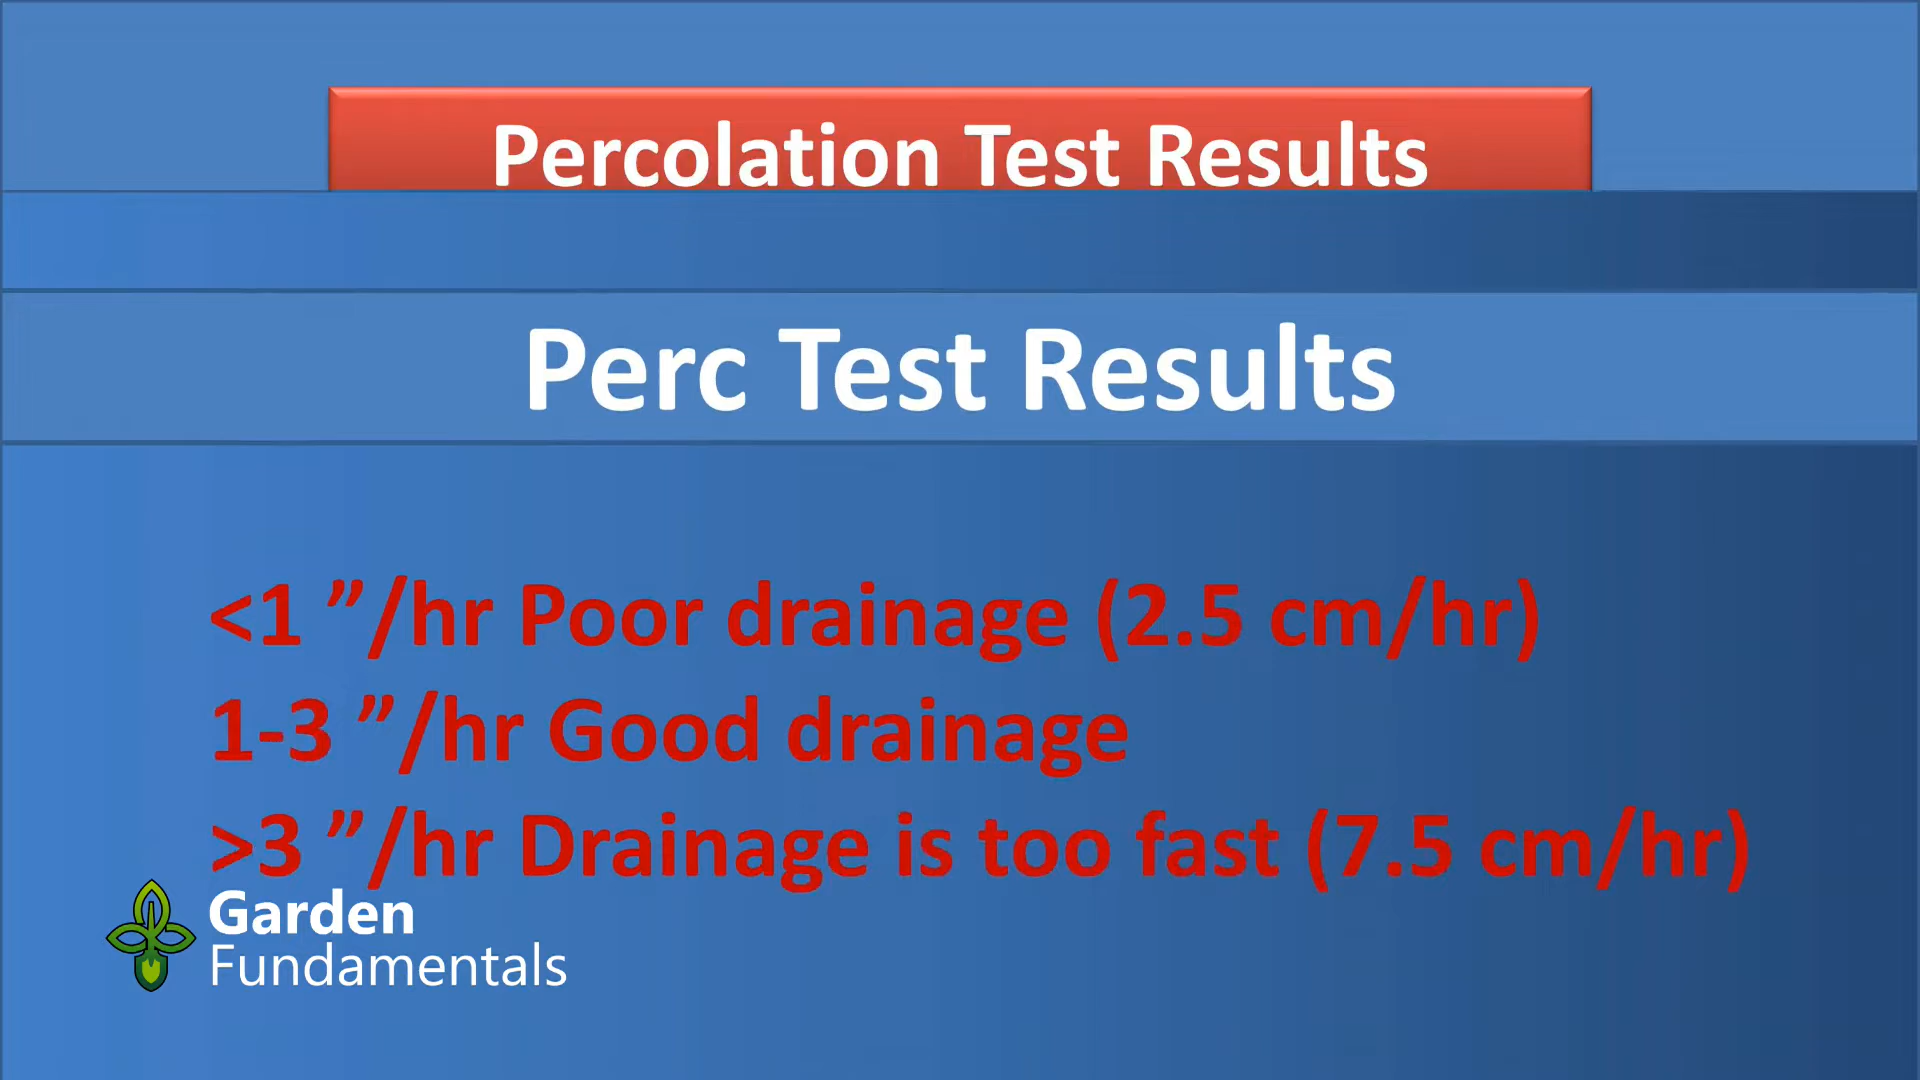 Percolation Test Results
Perc Test Results
<1 ”/hr Poor drainage (2.5 cm/hr)
1-3 ”/hr Good drainage
>3 ”/hr Drainage is too fast (7.5 cm/hr)
Garden
Fundamentals